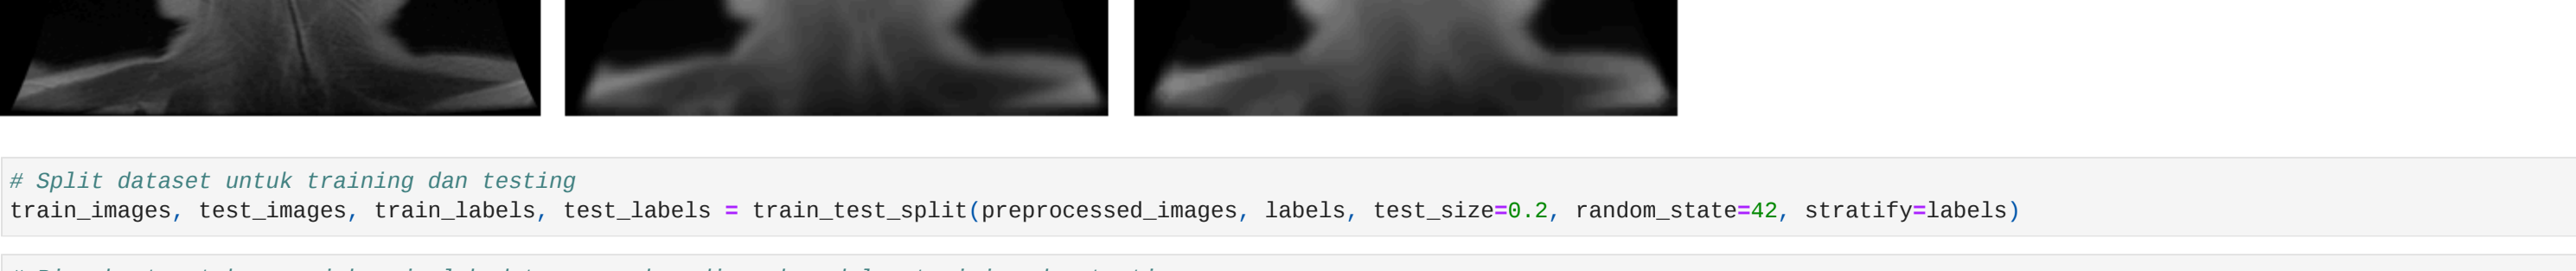 # Split dataset untuk training dan testing
train_images, test_images, train_labels, test_labels = train_test_split(preprocessed_images, labels, test_size=0.2, random_state=42, stratify=labels)